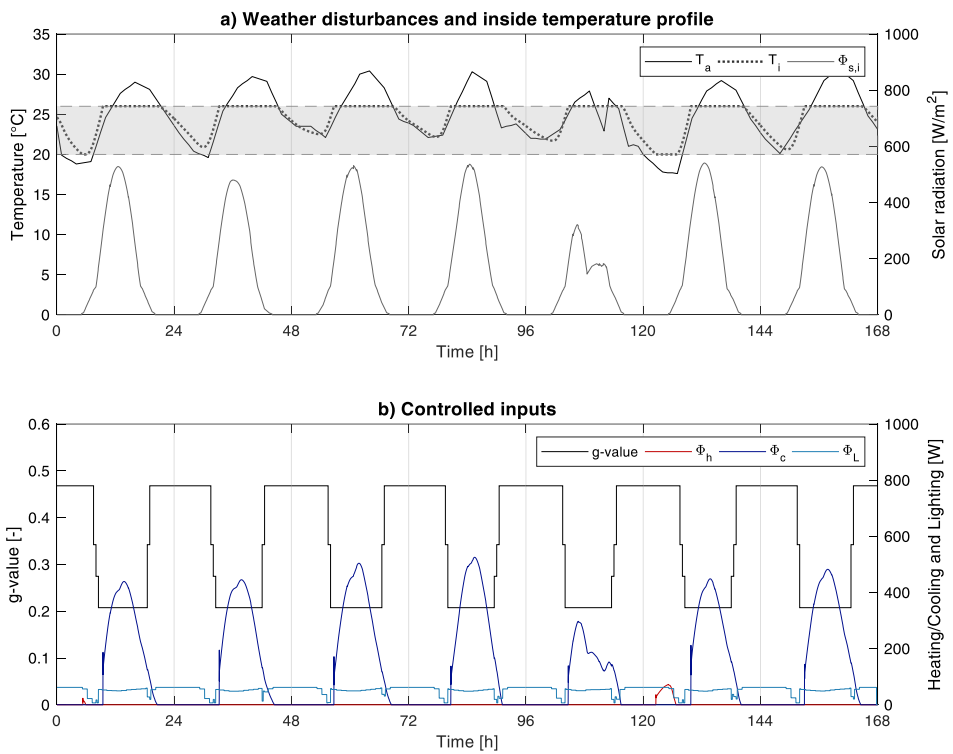 a) Weather disturbances and inside temperature profile
35
30
25
20
15
10
5
0
Temperature [°C]
1000
800
600
400
200
0
Solar radiation [W/m²]
T_a T_i Φ_s,i
0 24 48 72 96 120 144 168
Time [h]
b) Controlled inputs
0.6
0.5
0.4
0.3
0.2
0.1
0
g-value [-]
1000
800
600
400
200
0
Heating/Cooling and Lighting [W]
g-value Φ_h Φ_c Φ_L
0 24 48 72 96 120 144 168
Time [h]